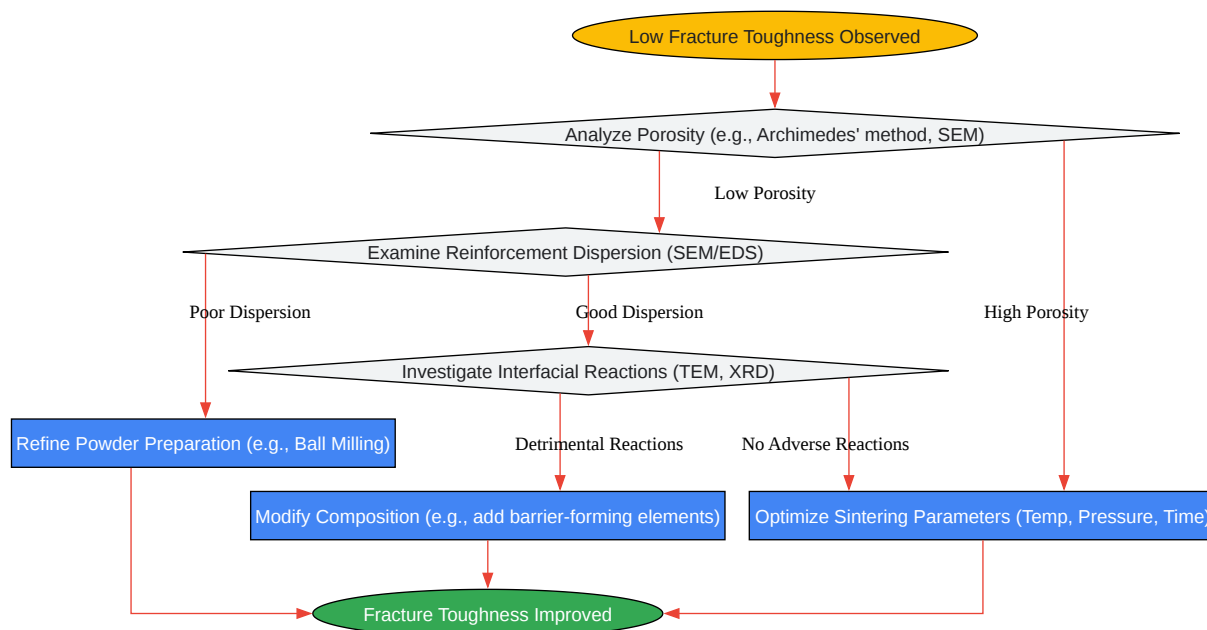 Low Fracture Toughness Observed
Analyze Porosity (e.g., Archimedes' method, SEM)
Low Porosity
Examine Reinforcement Dispersion (SEM/EDS)
Poor Dispersion
Good Dispersion
High Porosity
Investigate Interfacial Reactions (TEM, XRD)
Refine Powder Preparation (e.g., Ball Milling)
Detrimental Reactions
No Adverse Reactions
Modify Composition (e.g., add barrier-forming elements)
Optimize Sintering Parameters (Temp, Pressure, Time)
Fracture Toughness Improved